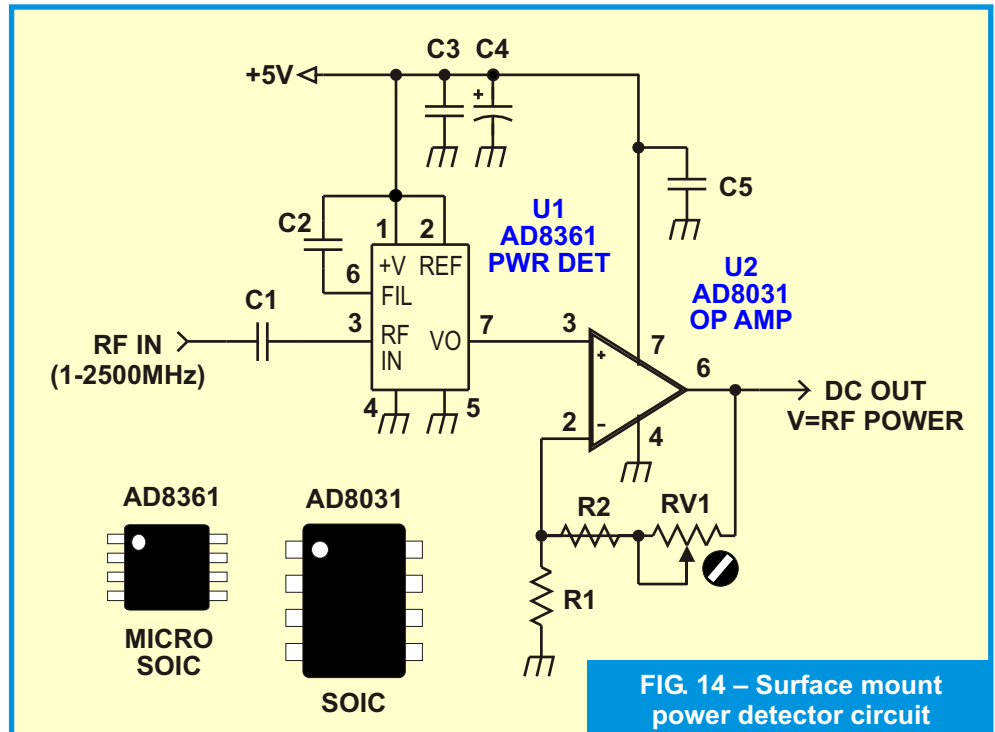 C3
C4
+5V
+
C5
U1
AD8361
PWR DET
C2
1
2
+V
REF
6
FIL
U2
AD8031
OP AMP
C1
3
RF
IN
VO
7
3
+
7
6
RF IN
(1-2500MHz)
DC OUT
V=RF POWER
4
5
2
–
4
AD8361
AD8031
R2
RV1
R1
MICRO
SOIC
SOIC
FIG. 14 – Surface mount
power detector circuit